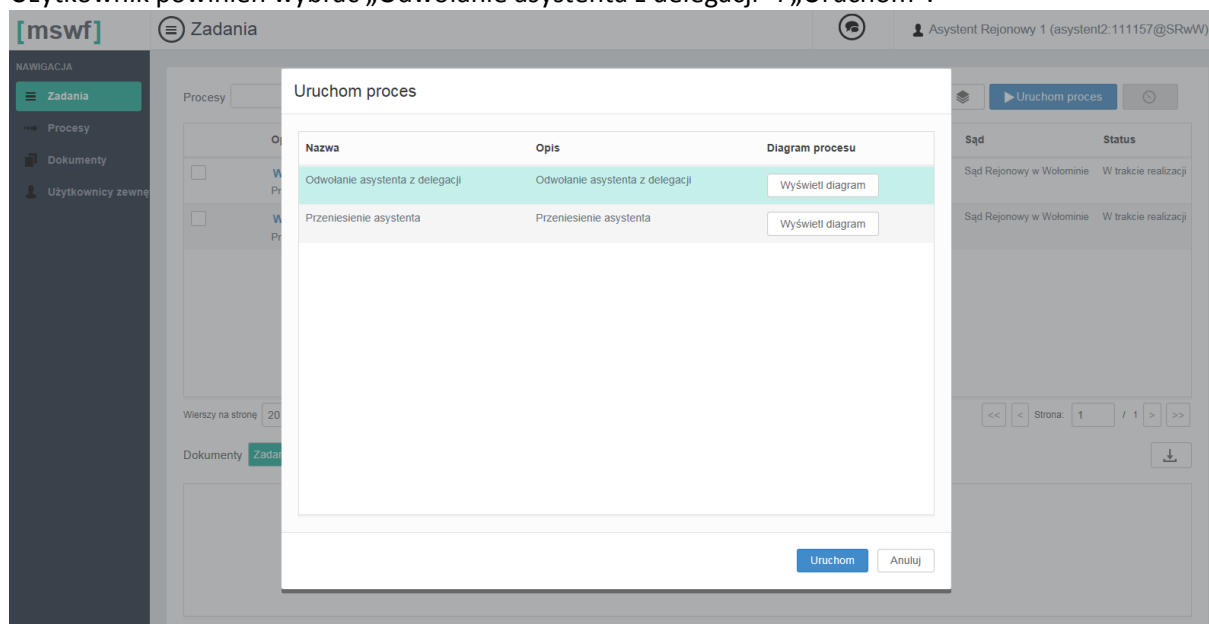 Użytkownik powinien wybrać „Odwołanie asystenta z delegacji" i „Uruchom".
[mswf]
Zadania
Asystent Rejonowy 1 (asystent2:111157@SRwW)
NAWIGACJA
Zadania
Procesy
Dokumenty
Użytkownicy zewnę
Procesy
Uruchom proces
Sąd Status
Sąd Rejonowy w Wołominie W trakcie realizacji
Sąd Rejonowy w Wołominie W trakcie realizacji
Wierszy na stronę 20
<< < Strona: 1 / 1 > >>
Dokumenty
Uruchom proces
Nazwa Opis Diagram procesu
Odwołanie asystenta z delegacji Odwołanie asystenta z delegacji Wyświetl diagram
Przeniesienie asystenta Przeniesienie asystenta Wyświetl diagram
Uruchom Anuluj